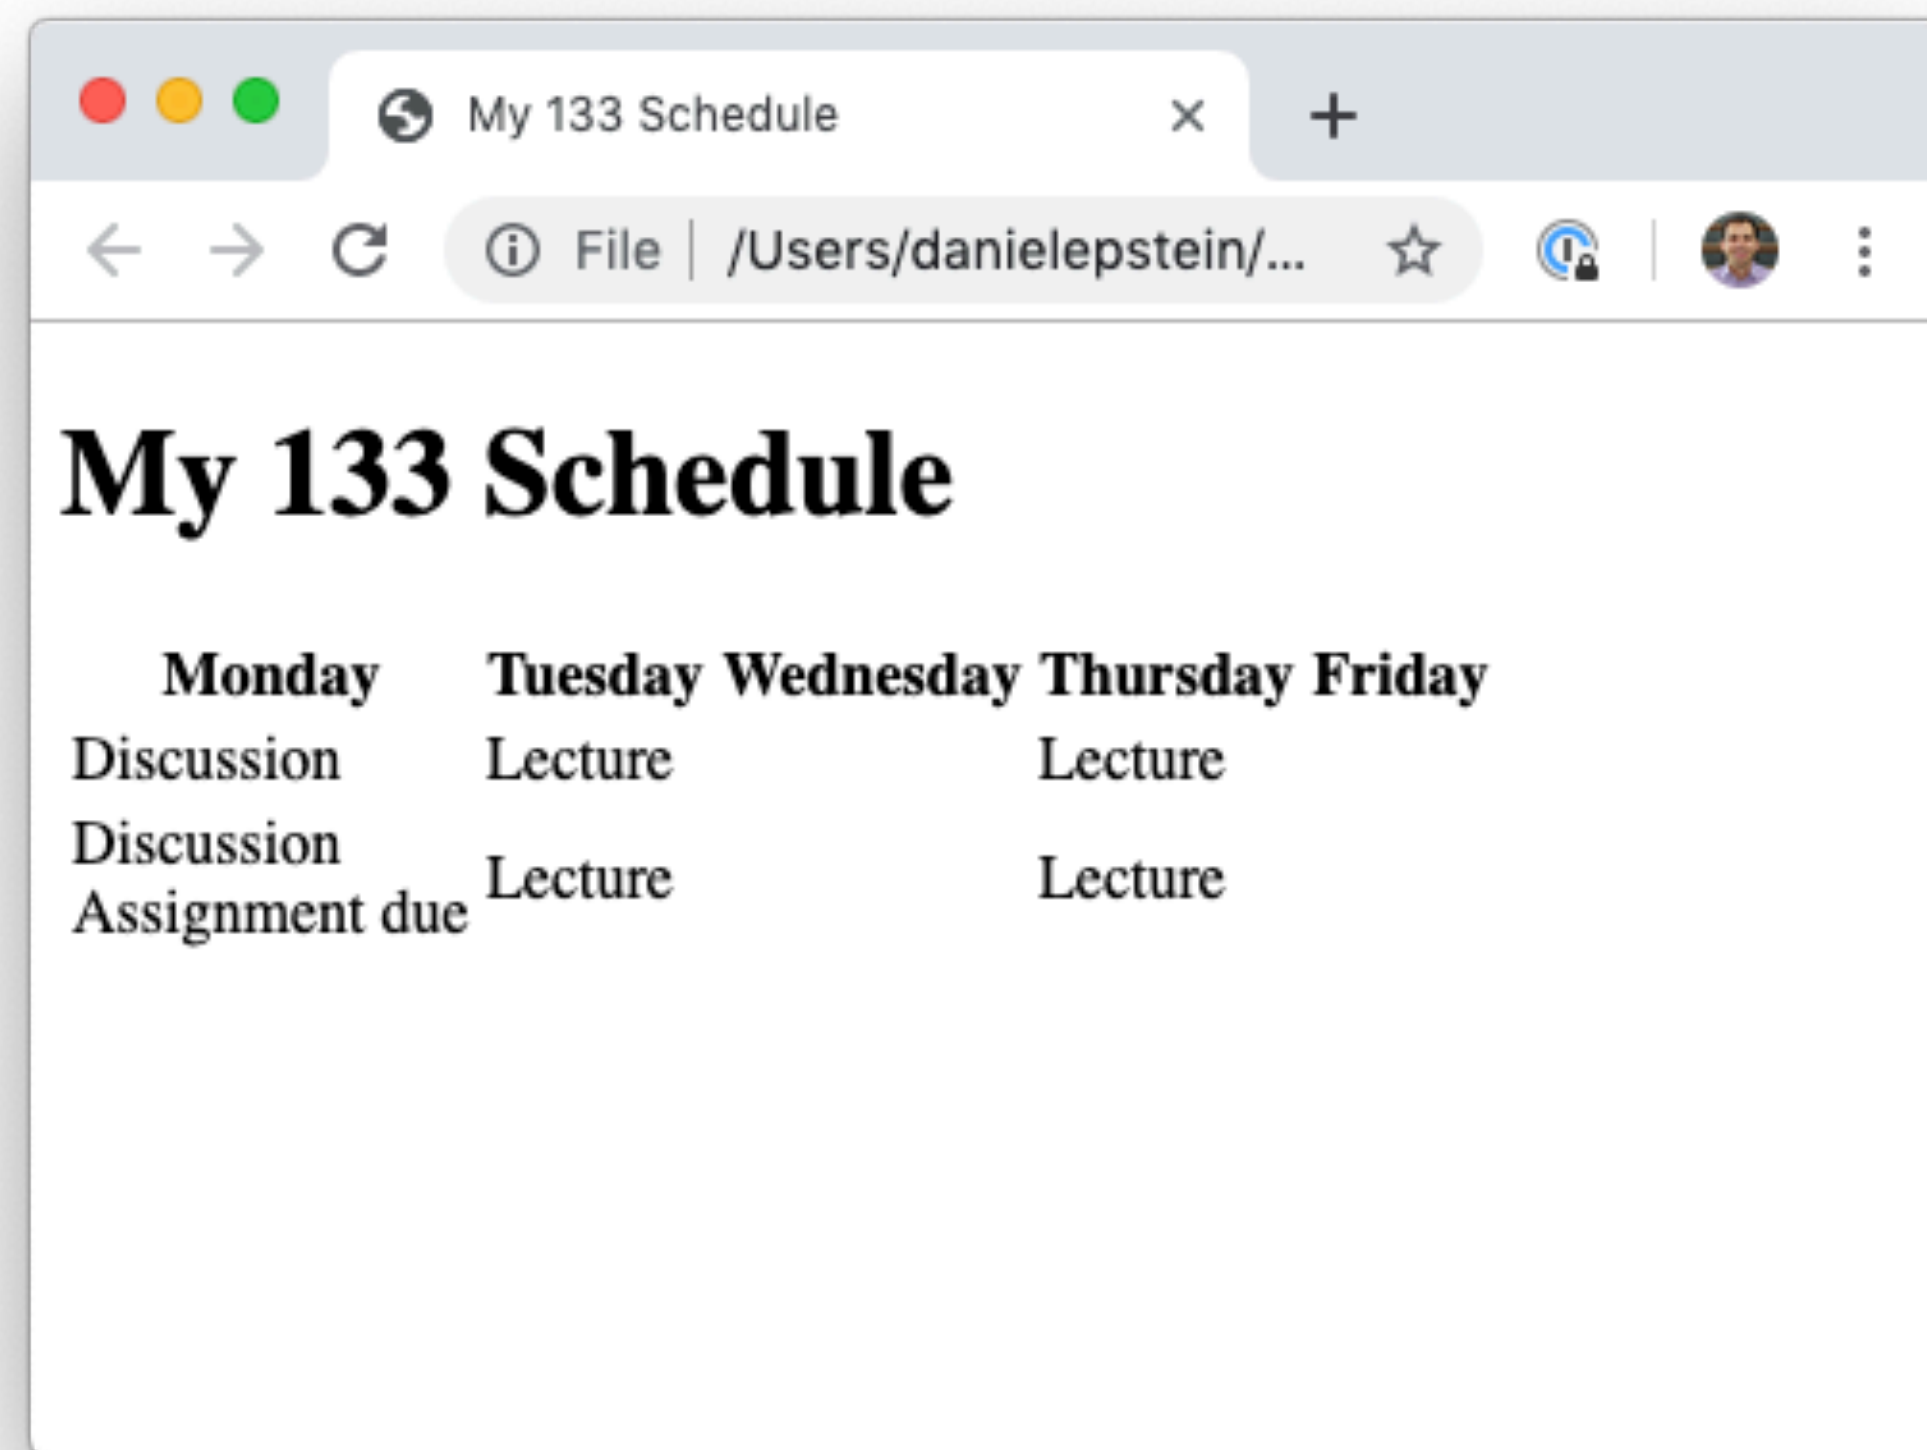 My 133 Schedule
File /Users/danielepstein/...
My 133 Schedule
Monday Tuesday Wednesday Thursday Friday
Discussion Lecture Lecture
Discussion
Assignment due Lecture Lecture